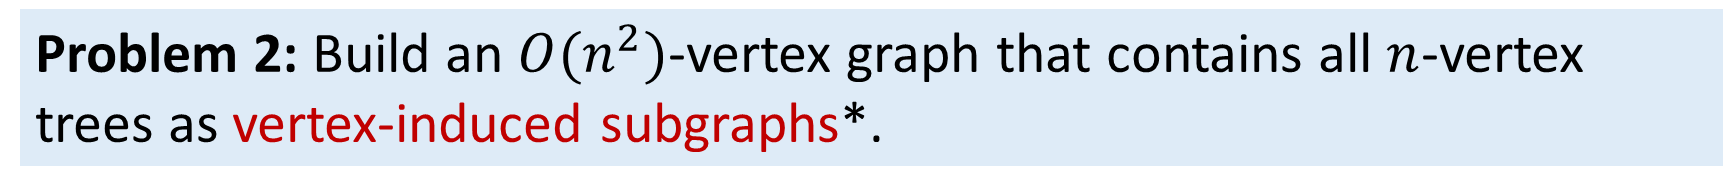 Problem 2: Build an O(n²)-vertex graph that contains all n-vertex
trees as vertex-induced subgraphs*.